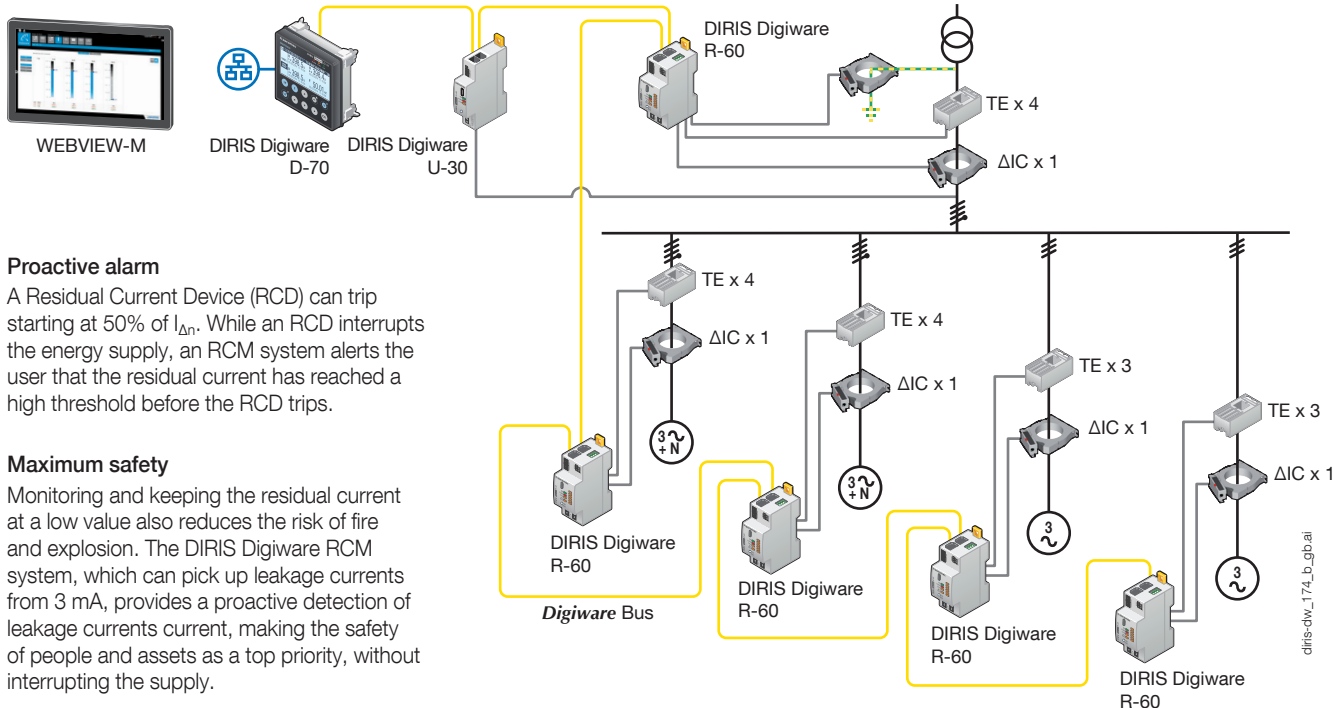 WEBVIEW-M
DIRIS Digiware
D-70
DIRIS Digiware
U-30
DIRIS Digiware
R-60
TE x 4
ΔIC x 1
Proactive alarm
A Residual Current Device (RCD) can trip
starting at 50% of IΔn. While an RCD interrupts
the energy supply, an RCM system alerts the
user that the residual current has reached a
high threshold before the RCD trips.
Maximum safety
Monitoring and keeping the residual current
at a low value also reduces the risk of fire
and explosion. The DIRIS Digiware RCM
system, which can pick up leakage currents
from 3 mA, provides a proactive detection of
leakage currents current, making the safety
of people and assets as a top priority, without
interrupting the supply.
TE x 4
ΔIC x 1
3
+ N
DIRIS Digiware
R-60
Digiware Bus
TE x 4
ΔIC x 1
3
+ N
DIRIS Digiware
R-60
TE x 3
ΔIC x 1
3
DIRIS Digiware
R-60
TE x 3
ΔIC x 1
3
DIRIS Digiware
R-60
diris-dw_174_b_gb.ai